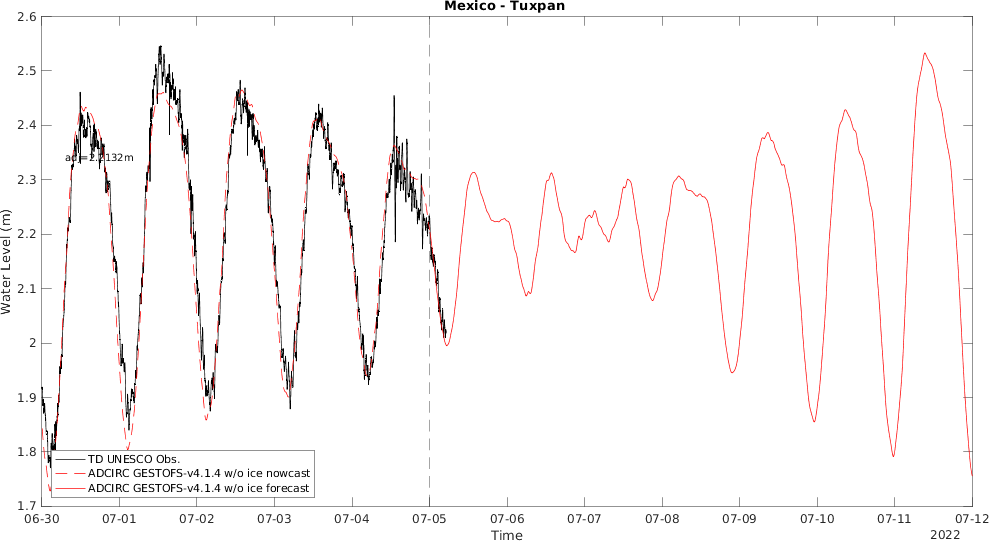 Mexico - Tuxpan
Water Level (m)
2.6
2.5
2.4
2.3
2.2
2.1
2
1.9
1.8
1.7
TD UNESCO Obs.
ADCIRC GESTOFS-v4.1.4 w/o ice nowcast
ADCIRC GESTOFS-v4.1.4 w/o ice forecast
06-30 07-01 07-02 07-03 07-04 07-05 07-06 07-07 07-08 07-09 07-10 07-11 07-12
Time
2022